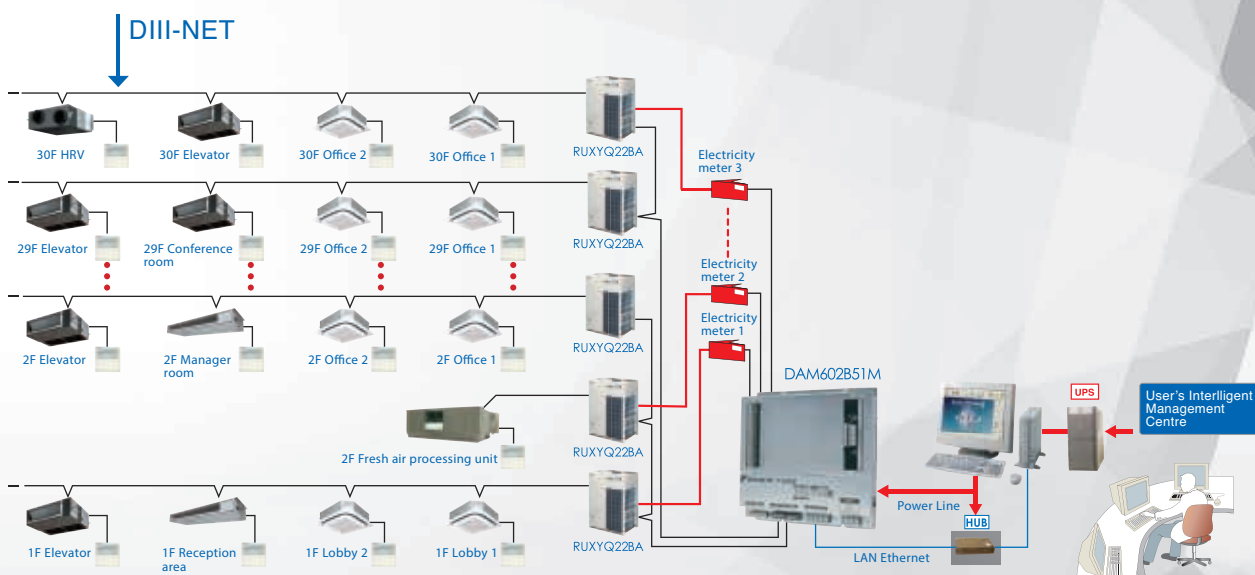 DIII-NET
30F HRV
30F Elevator
30F Office 2
30F Office 1
RUXYQ22BA
Electricity
meter 3
29F Elevator
29F Conference
room
29F Office 2
29F Office 1
RUXYQ22BA
Electricity
meter 2
2F Elevator
2F Manager
room
2F Office 2
2F Office 1
RUXYQ22BA
Electricity
meter 1
DAM602B51M
UPS
User's Interlligent
Management
Centre
2F Fresh air processing unit
RUXYQ22BA
Power Line
HUB
LAN Ethernet
1F Elevator
1F Reception
area
1F Lobby 2
1F Lobby 1
RUXYQ22BA